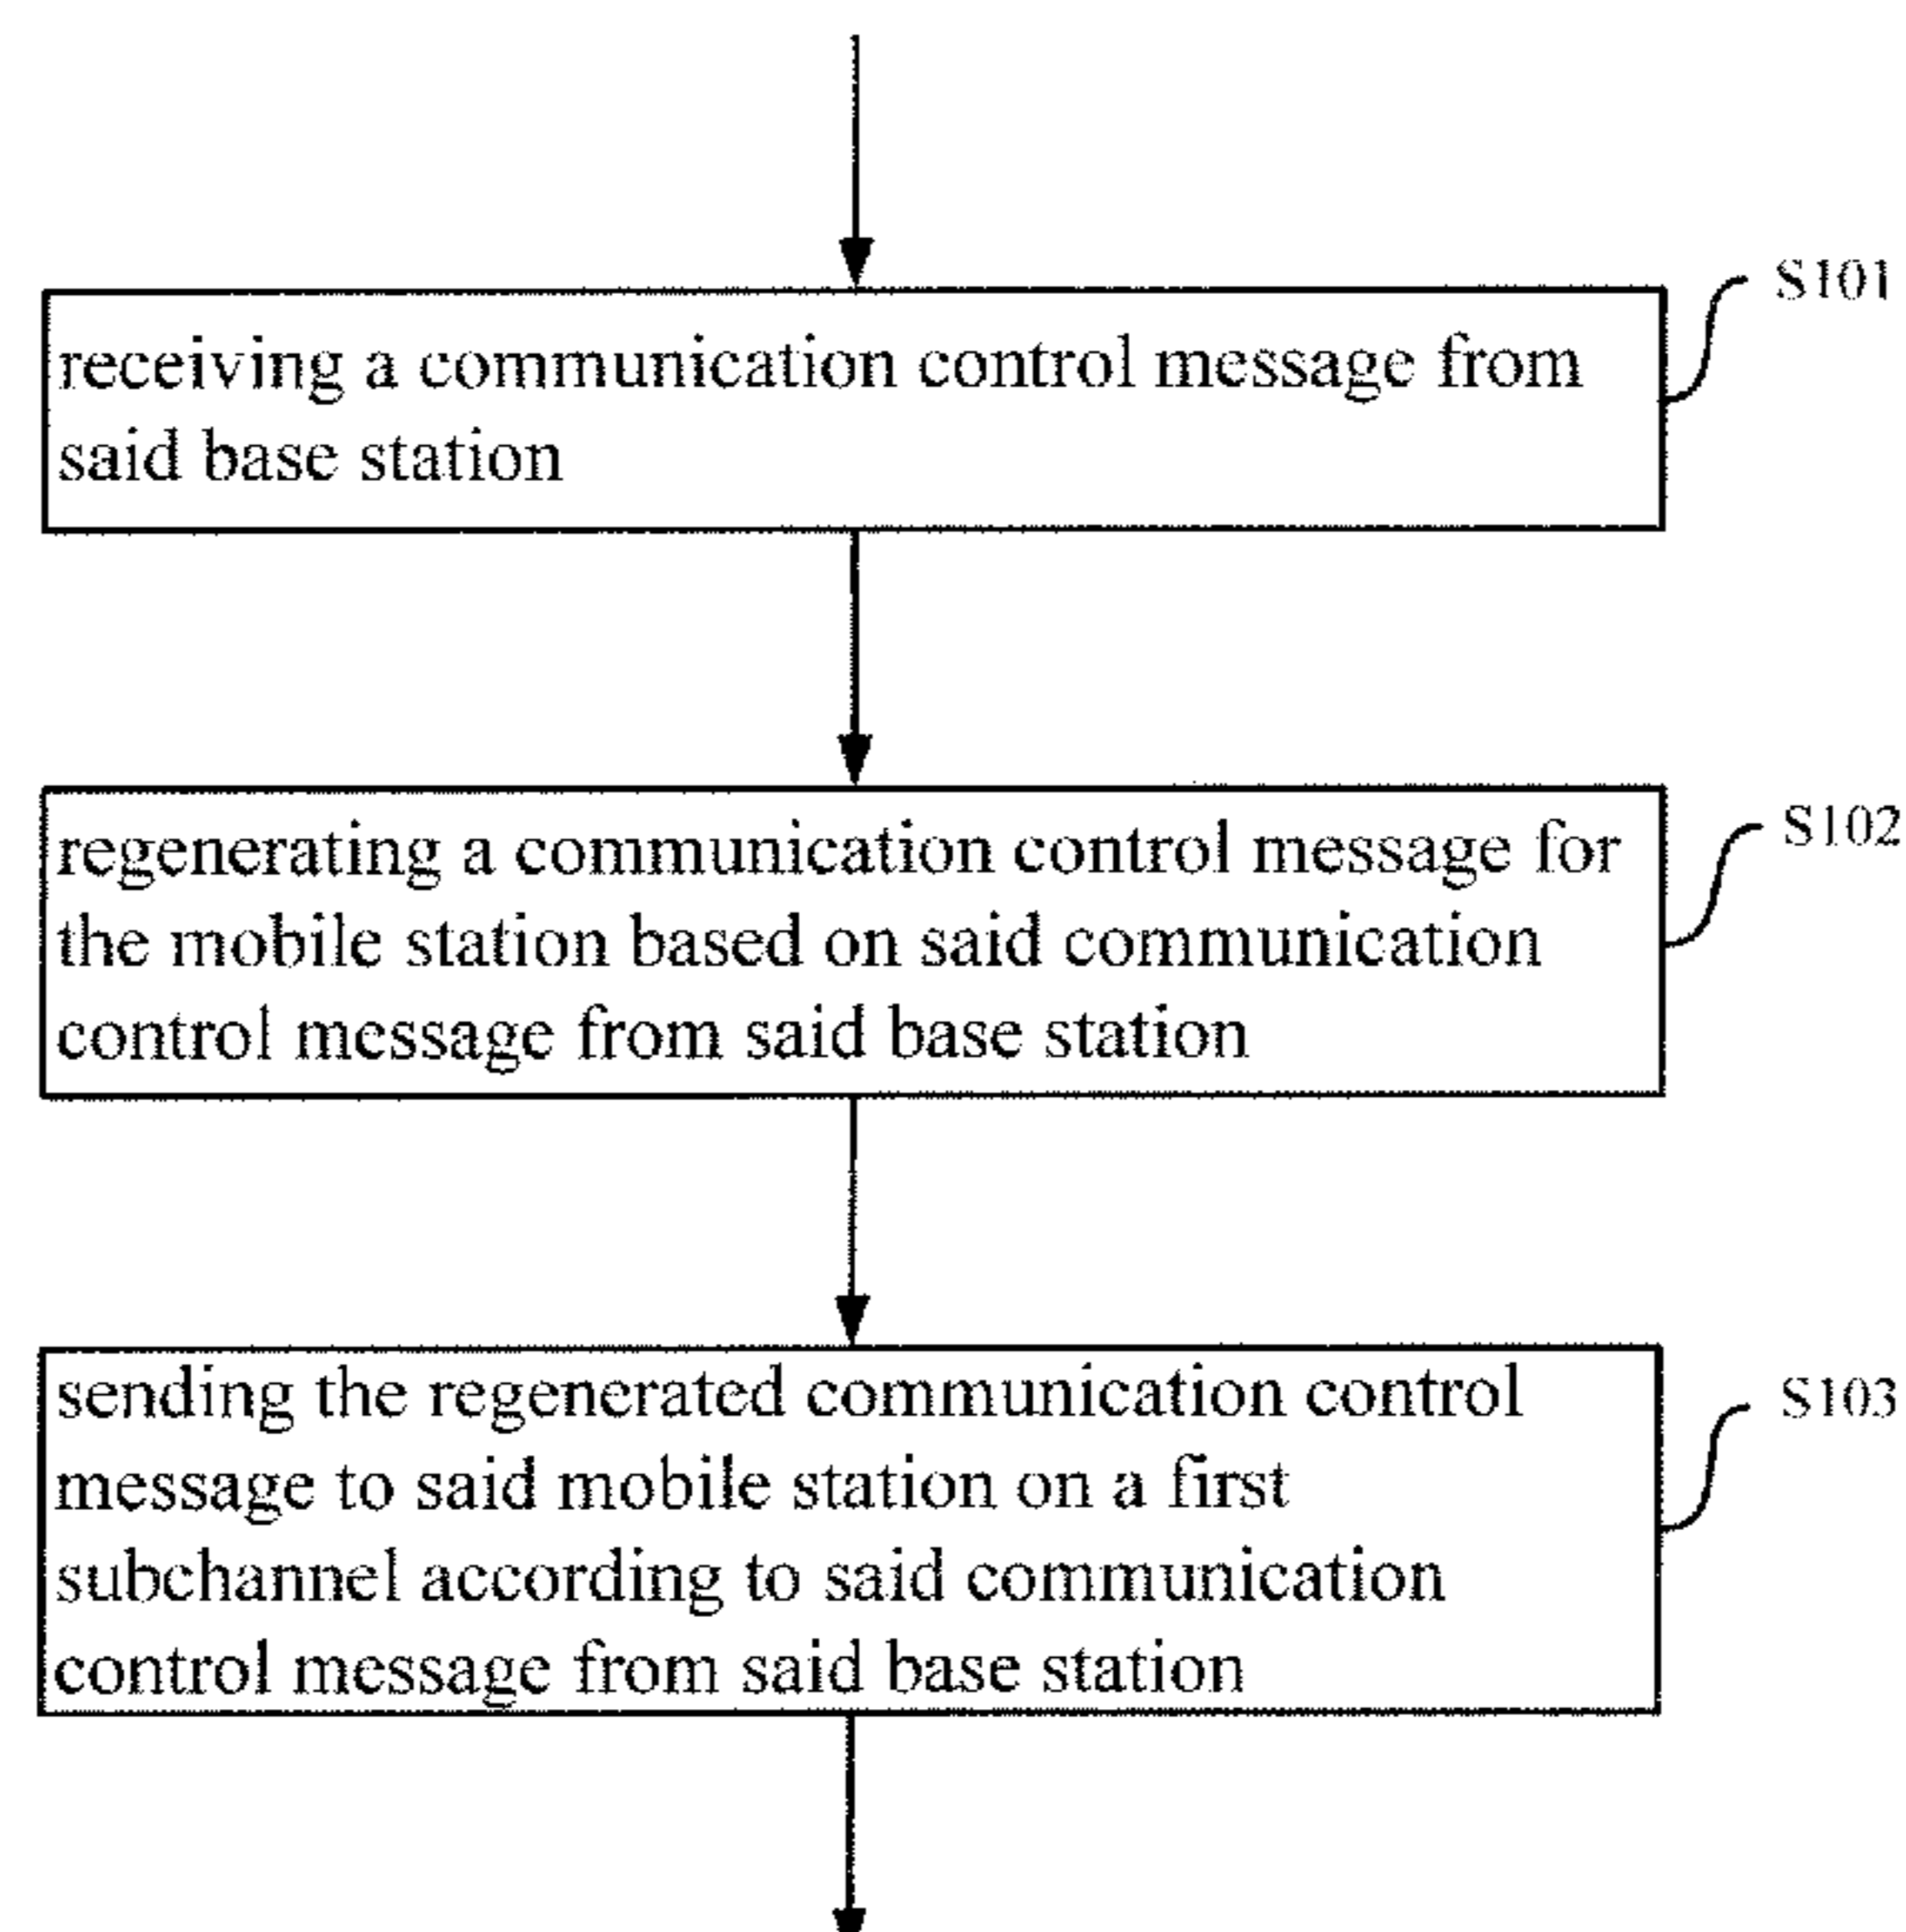 S101
receiving a communication control message from
said base station
S102
regenerating a communication control message for
the mobile station based on said communication
control message from said base station
S103
sending the regenerated communication control
message to said mobile station on a first
subchannel according to said communication
control message from said base station